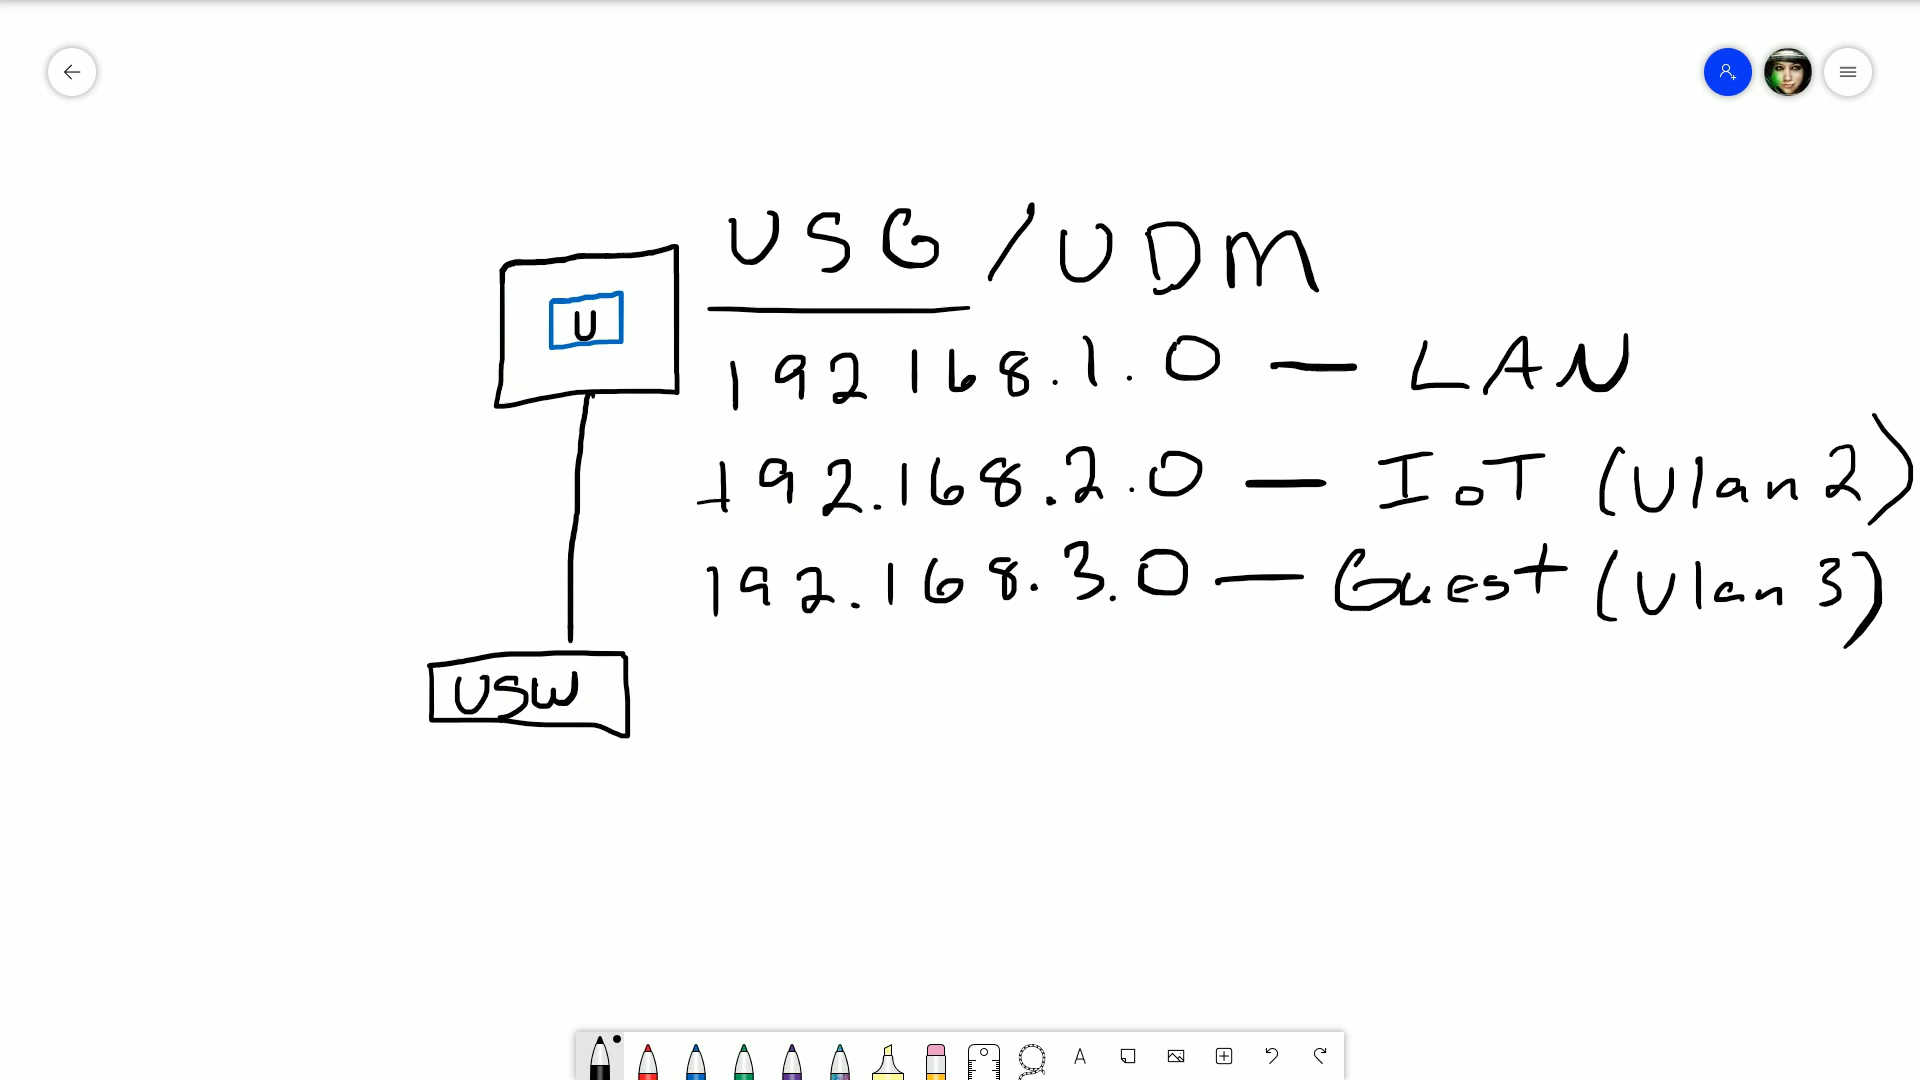 USG/UDM
U
192 168.1.0 — LAN
192.168.2.0 — IoT (Vlan 2)
192.168.3.0 — Guest (Vlan 3)
USW
A